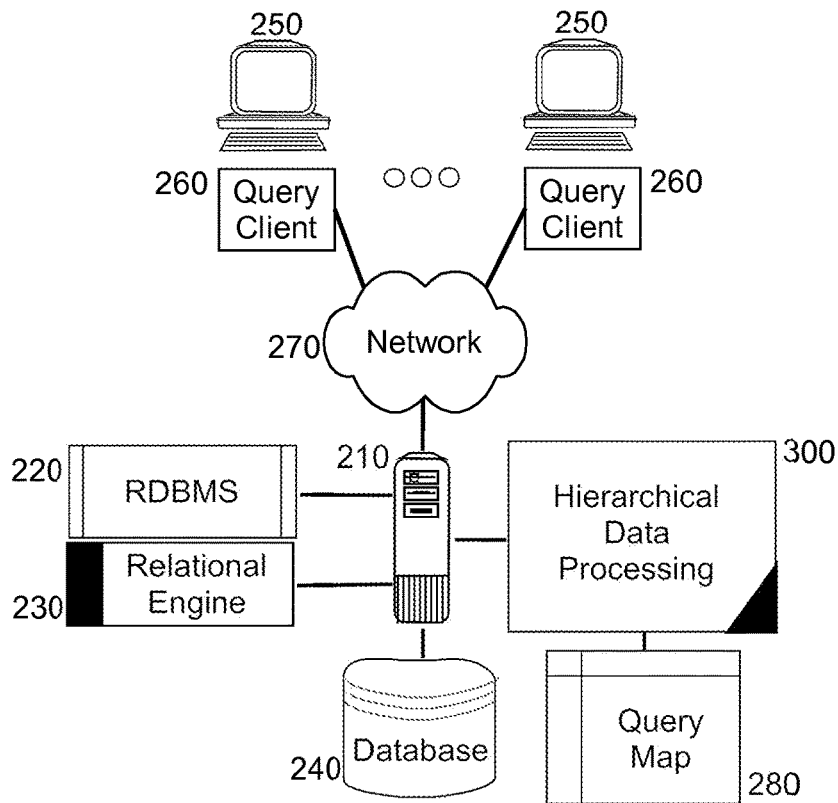 250
250
260
Query
Client
Query
Client
260
270
Network
220
RDBMS
210
300
Hierarchical
Data
Processing
230
Relational
Engine
240
Database
Query
Map
280